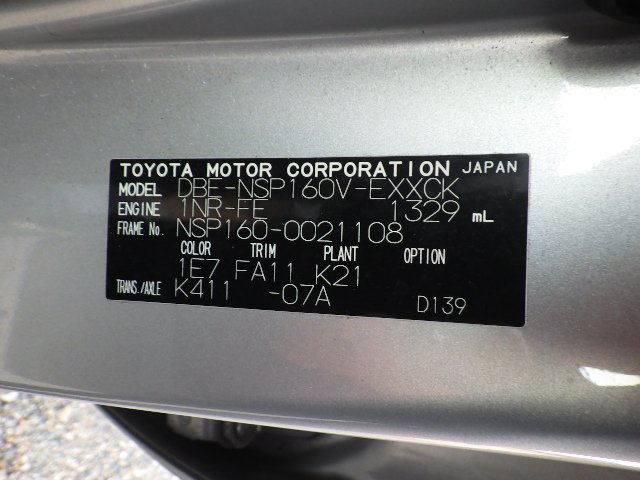 TOYOTA MOTOR CORPORATION JAPAN
MODEL DBE-NSP160V-EXXCK
ENGINE 1NR-FE 1329 mL
FRAME No. NSP160-0021108
COLOR TRIM PLANT OPTION
1E7 FA11 K21
TRANS./AXLE K411 -07A D139